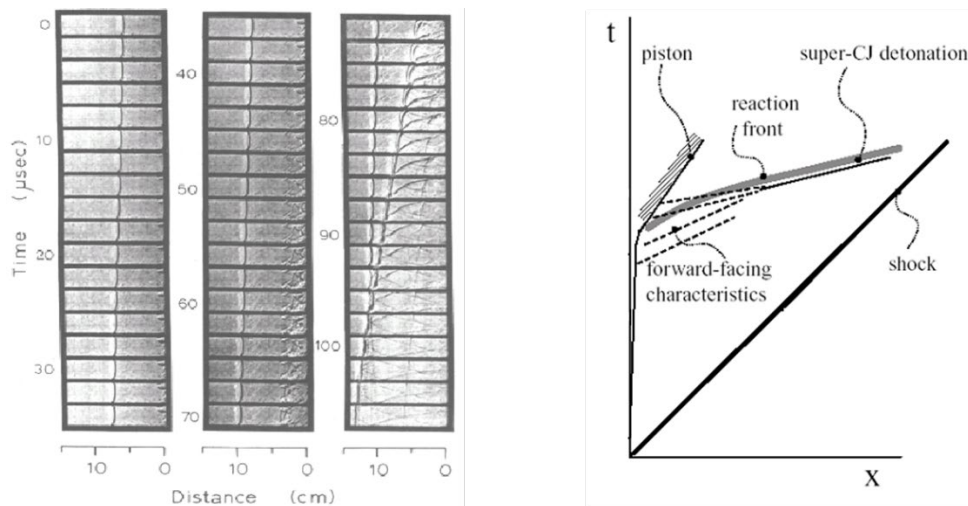 0
10
20
30
Time (μsec)
40
50
60
70
80
90
100
10 0
10 0
10 0
Distance (cm)
t
piston
super-CJ detonation
reaction
front
forward-facing
characteristics
shock
x